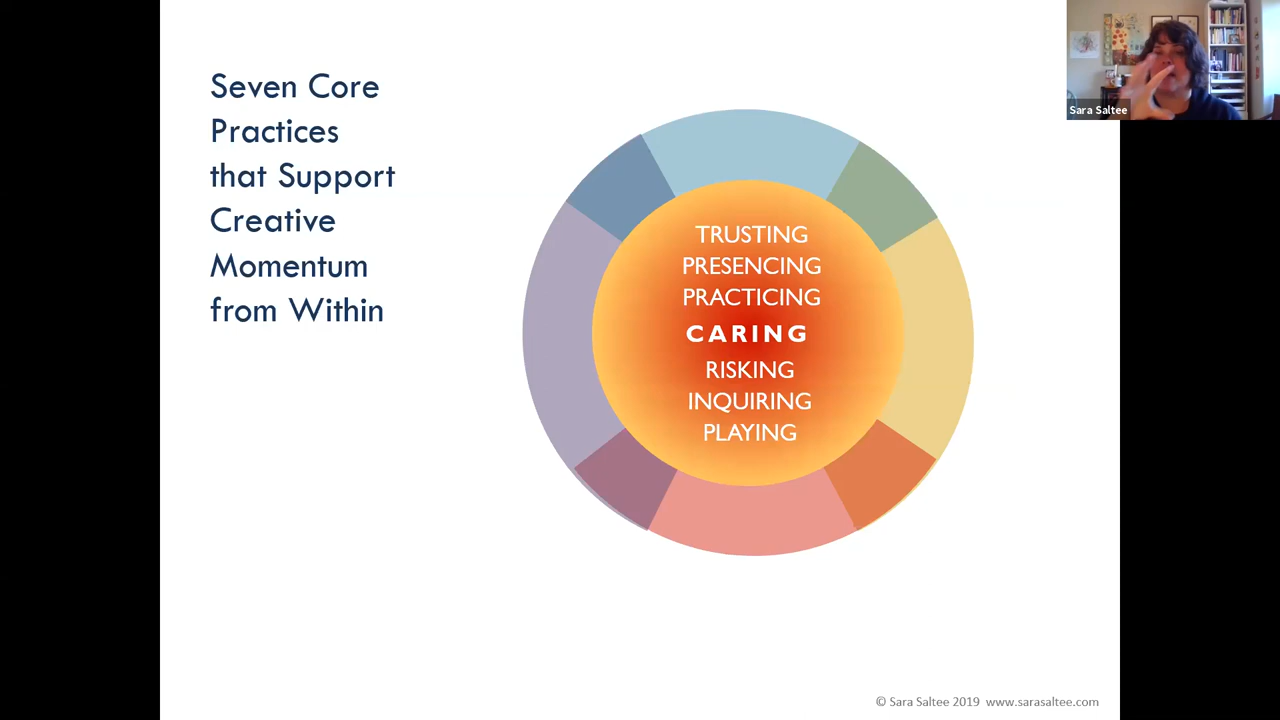 Seven Core
Practices
that Support
Creative
Momentum
from Within
TRUSTING
PRESENCING
PRACTICING
CARING
RISKING
INQUIRING
PLAYING
Sara Saltee
© Sara Saltee 2019 www.sarasaltee.com